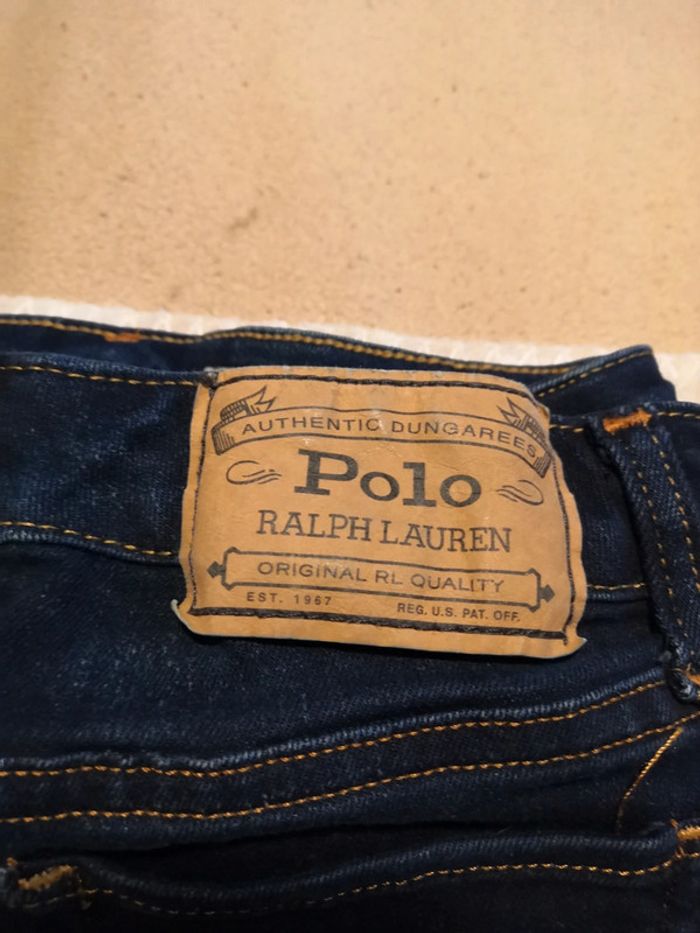 AUTHENTIC DUNGAREES
Polo
RALPH LAUREN
ORIGINAL RL QUALITY
EST. 1967 REG. U.S. PAT. OFF.